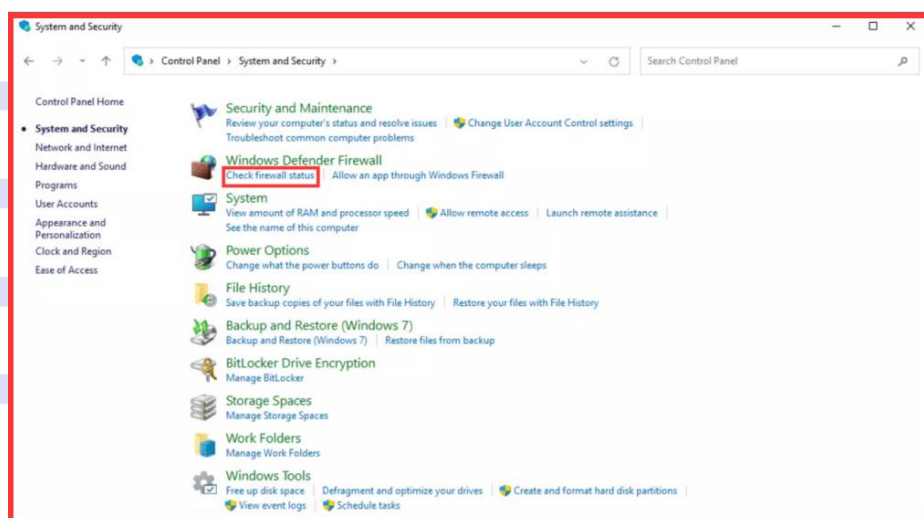 System and Security
Control Panel > System and Security >
Search Control Panel
Control Panel Home
System and Security
Network and Internet
Hardware and Sound
Programs
User Accounts
Appearance and
Personalization
Clock and Region
Ease of Access
Security and Maintenance
Review your computer's status and resolve issues
Change User Account Control settings
Troubleshoot common computer problems
Windows Defender Firewall
Check firewall status
Allow an app through Windows Firewall
System
View amount of RAM and processor speed
Allow remote access
Launch remote assistance
See the name of this computer
Power Options
Change what the power buttons do
Change when the computer sleeps
File History
Save backup copies of your files with File History
Restore your files with File History
Backup and Restore (Windows 7)
Backup and Restore (Windows 7)
Restore files from backup
BitLocker Drive Encryption
Manage BitLocker
Storage Spaces
Manage Storage Spaces
Work Folders
Manage Work Folders
Windows Tools
Free up disk space
Defragment and optimize your drives
Create and format hard disk partitions
View event logs
Schedule tasks